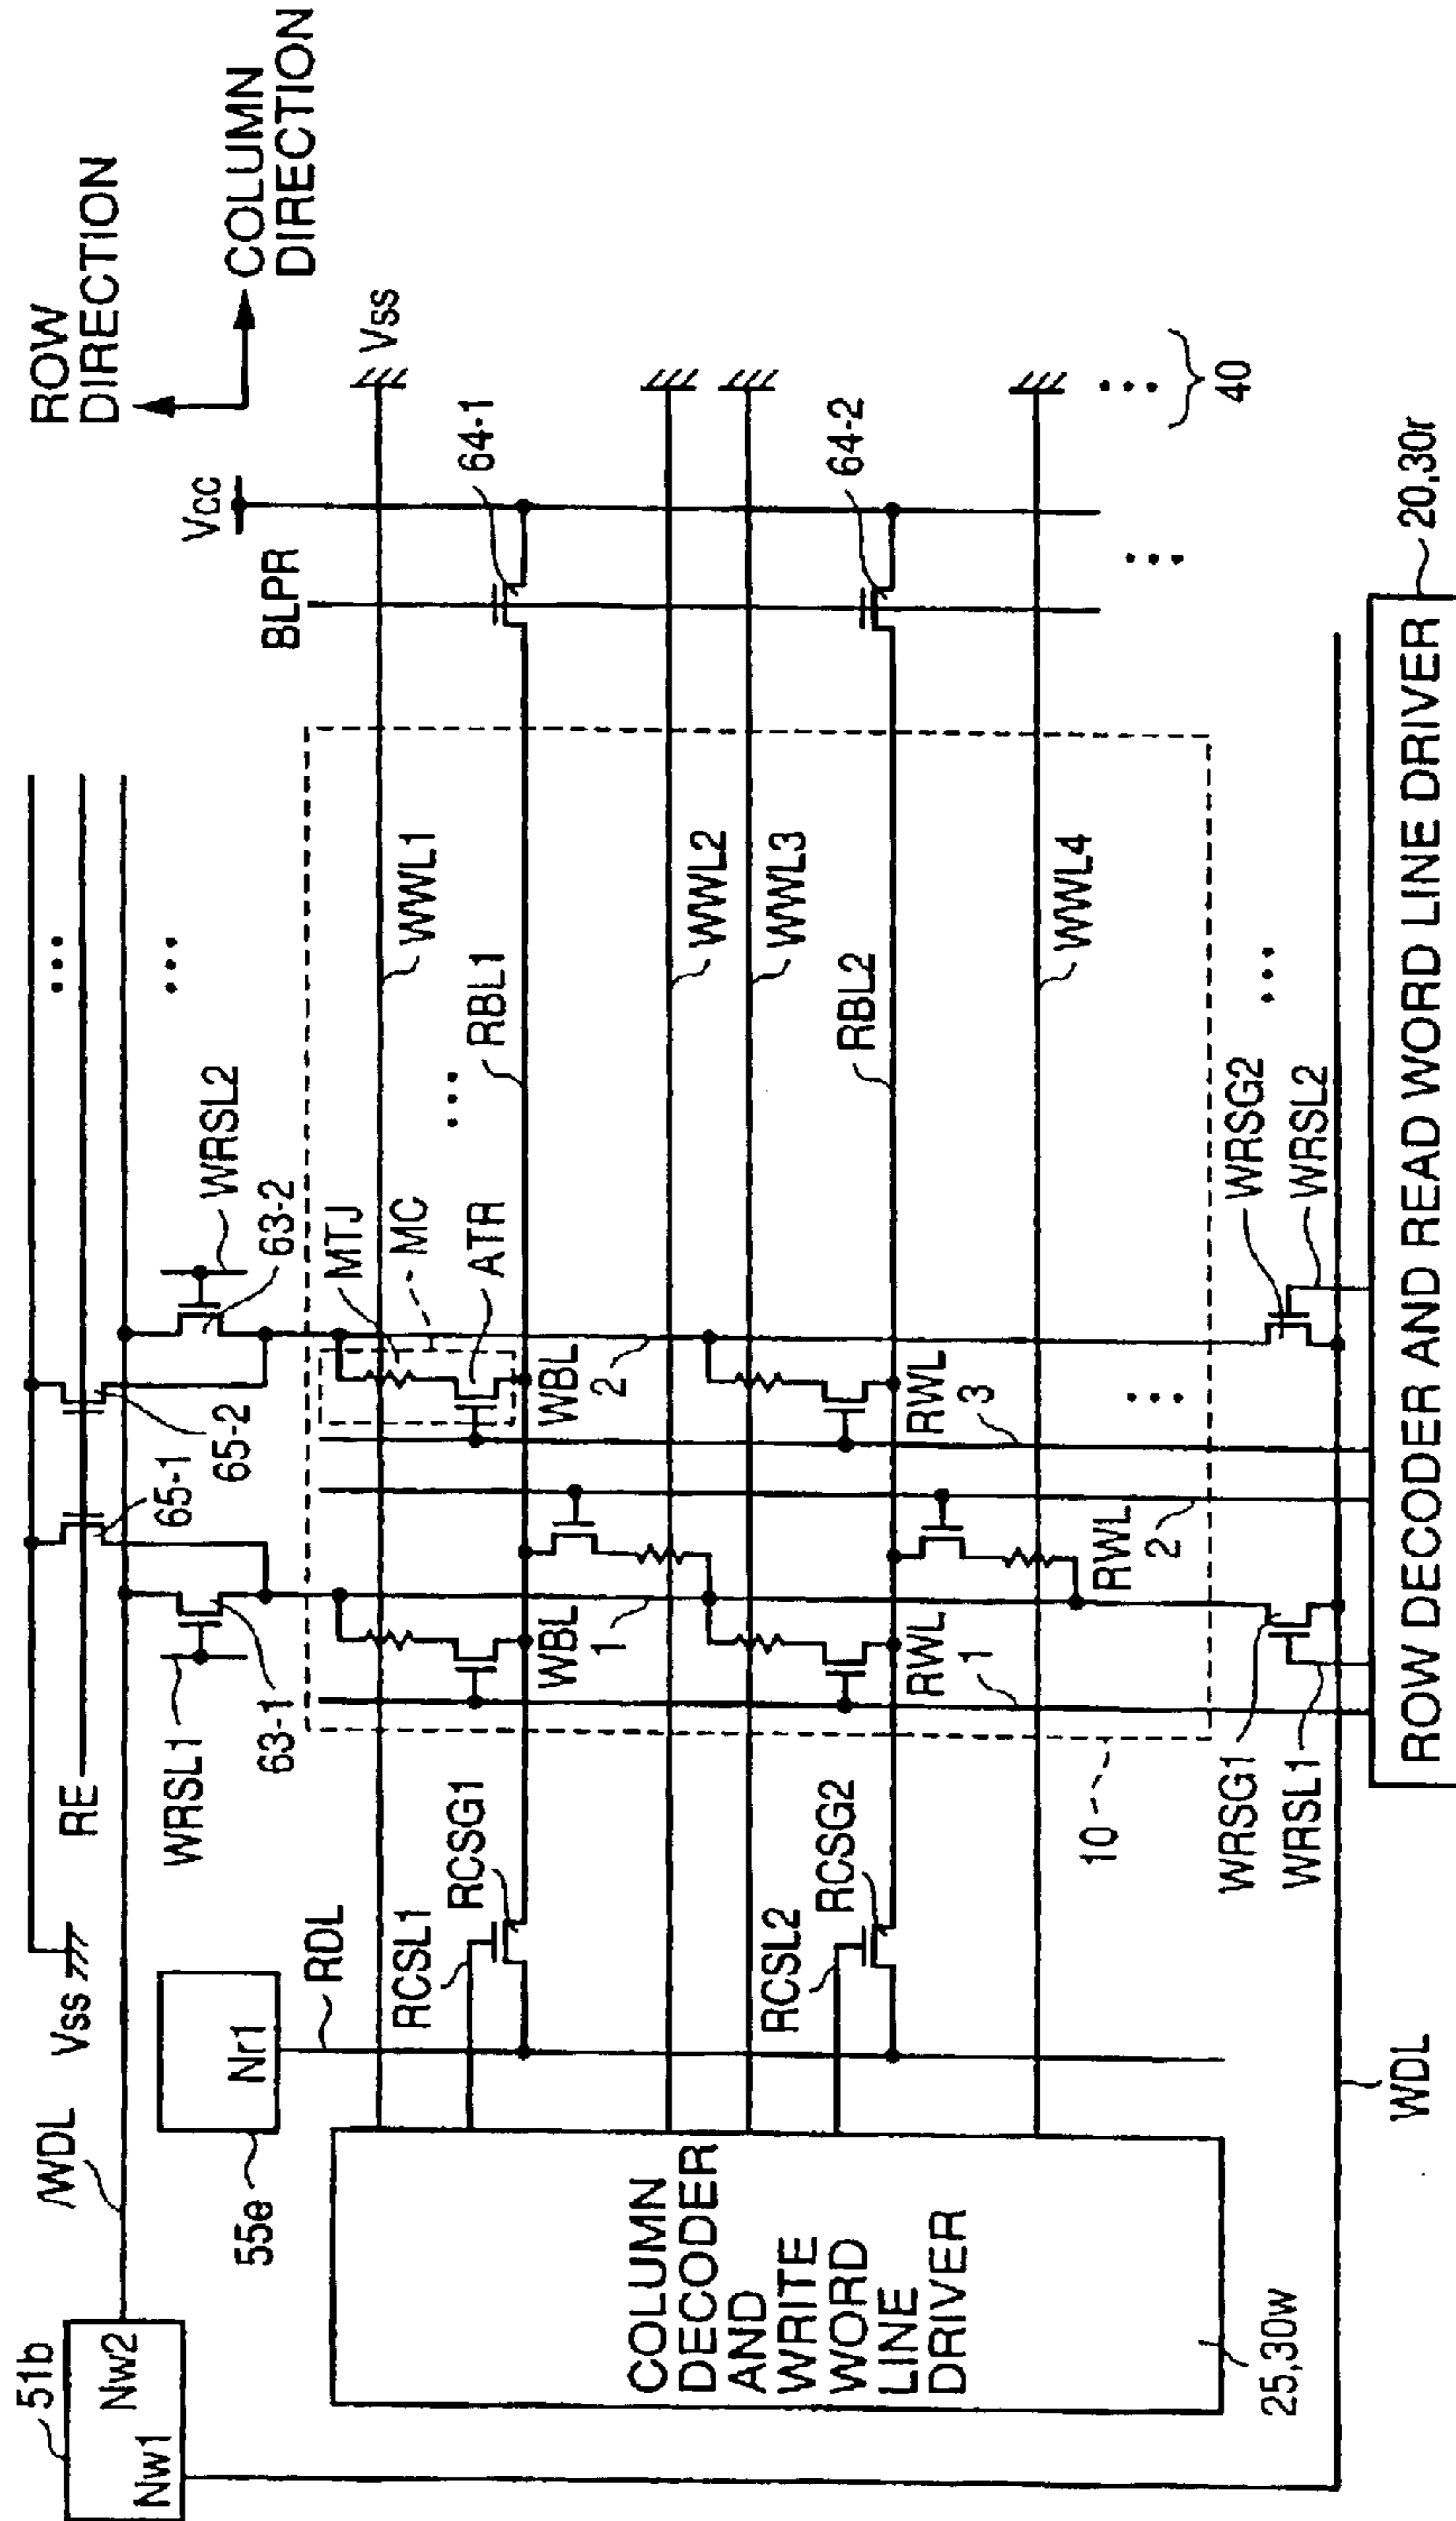 ROW
DIRECTION
COLUMN
DIRECTION
51b
Nw2
Nw1
/WDL
Vss
RE
65-1
65-2
...
WRSL1
63-1
63-2
WRSL2
...
55e
Nr1
RDL
Vcc
BLPR
Vss
WWL1
RCSL1
RCSG1
MTJ
MC
ATR
WBL
1
WBL
2
...
RBL1
64-1
WWL2
WWL3
COLUMN
DECODER
AND
WRITE
WORD
LINE
DRIVER
25,30w
RCSL2
RCSG2
RWL
1
RWL
2
RWL
3
RBL2
64-2
WWL4
...
...
...
40
10
WRSG1
WRSL1
WRSG2
WRSL2
...
WDL
ROW DECODER AND READ WORD LINE DRIVER
20,30r